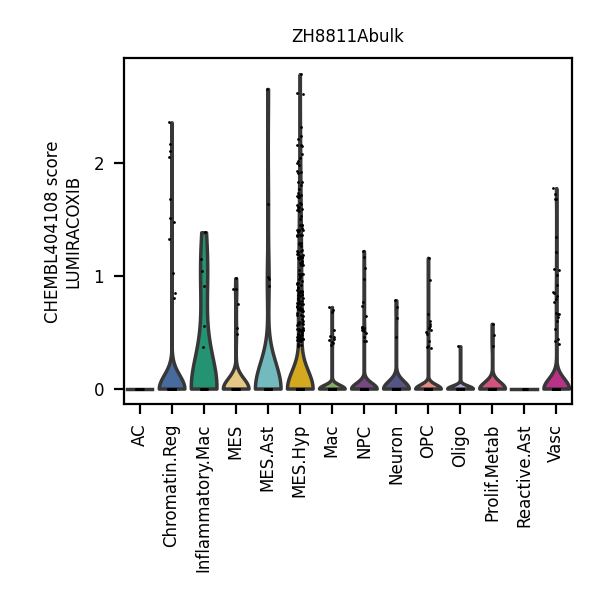 ZH8811Abulk
CHEMBL404108 score
LUMIRACOXIB
2
1
0
AC
Chromatin.Reg
Inflammatory.Mac
MES
MES.Ast
MES.Hyp
Mac
NPC
Neuron
OPC
Oligo
Prolif.Metab
Reactive.Ast
Vasc